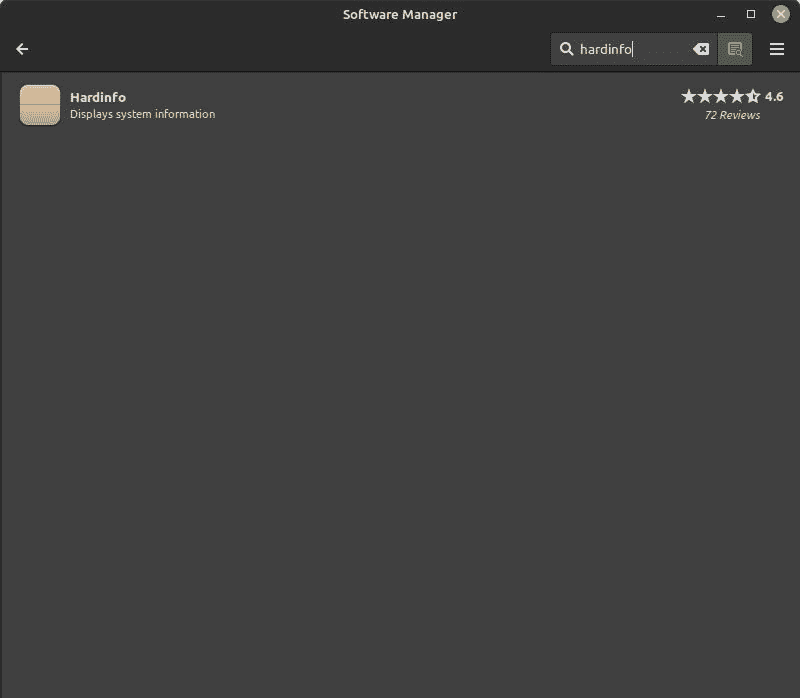 Software Manager
hardinfo
Hardinfo
Displays system information
4.6
72 Reviews